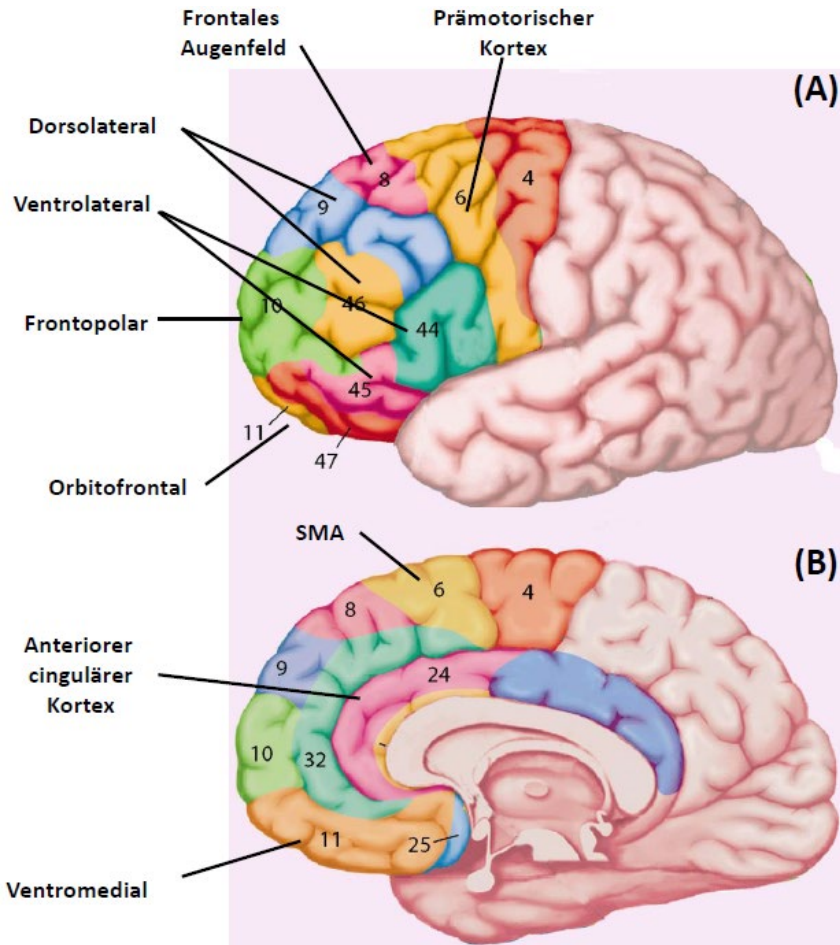 Frontales
Augenfeld
Prämotorischer
Kortex
(A)
Dorsolateral
8
6
4
Ventrolateral
9
10
46
Frontopolar
44
45
11
47
Orbitofrontal
SMA
(B)
6
4
8
Anteriorer
cingulärer
Kortex
9
24
10
32
11
25
Ventromedial